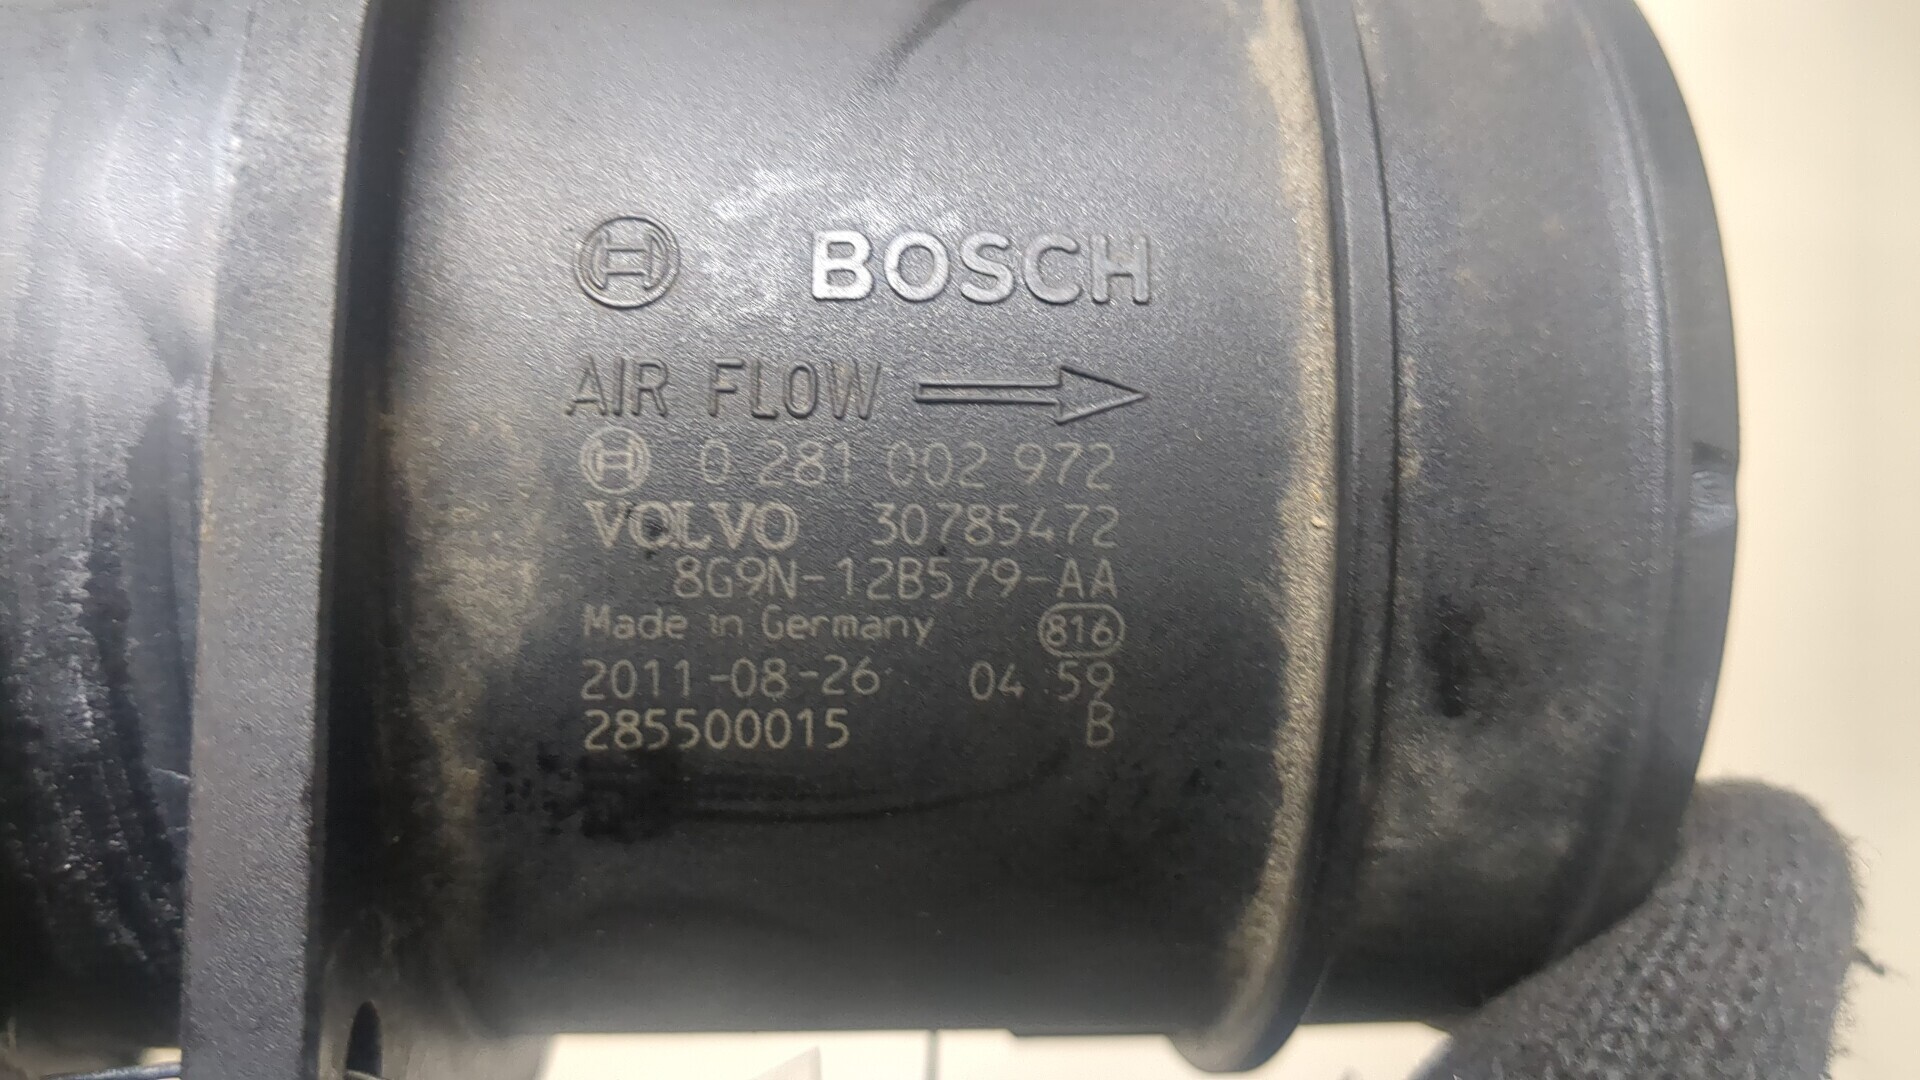 BOSCH
AIR FLOW
0 281 002 972
VOLVO 30785472
8G9N-12B579-AA
Made in Germany 816
2011-08-26 04 59
285500015 B